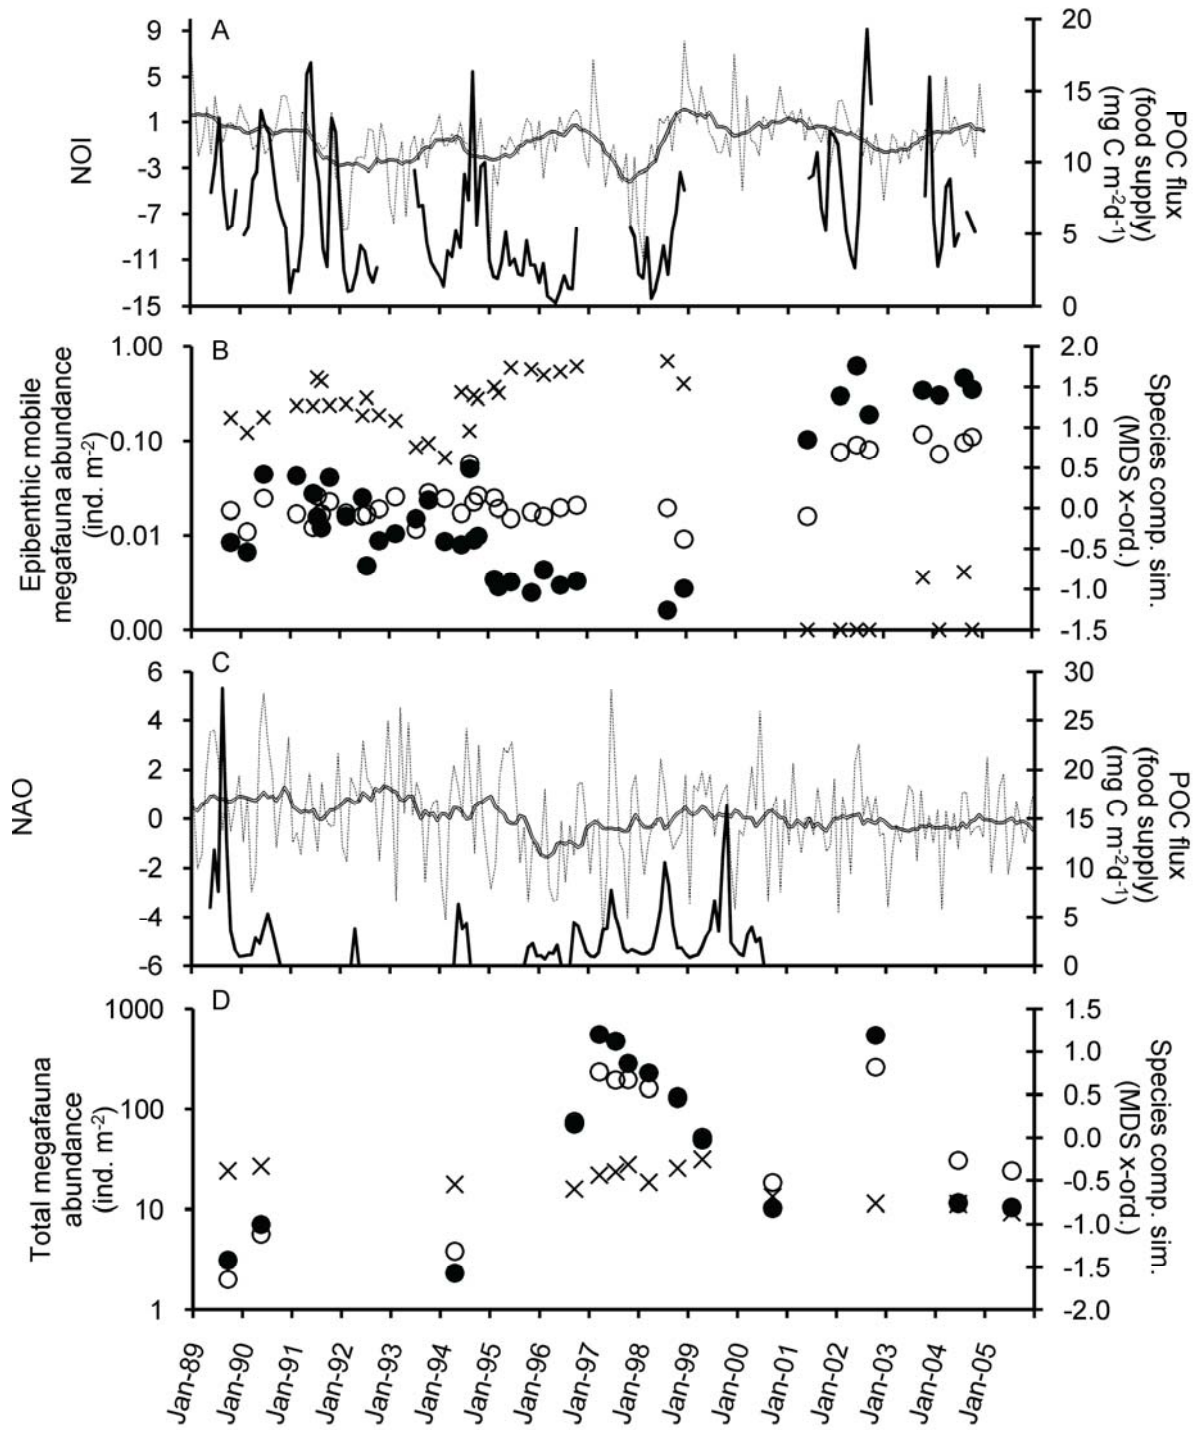 A
9
5
1
-3
-7
-11
-15
NOI
20
15
10
5
0
POC flux
(food supply)
(mg C m-2d-1)
B
1.00
0.10
0.01
0.00
Epibenthic mobile
megafauna abundance
(ind. m-2)
2.0
1.5
1.0
0.5
0.0
-0.5
-1.0
-1.5
Species comp. sim.
(MDS x-ord.)
C
6
4
2
0
-2
-4
-6
NAO
30
25
20
15
10
5
0
POC flux
(food supply)
(mg C m-2d-1)
D
1000
100
10
1
Total megafauna
abundance
(ind. m-2)
1.5
1.0
0.5
0.0
-0.5
-1.0
-1.5
-2.0
Species comp. sim.
(MDS x-ord.)
Jan-89
Jan-90
Jan-91
Jan-92
Jan-93
Jan-94
Jan-95
Jan-96
Jan-97
Jan-98
Jan-99
Jan-00
Jan-01
Jan-02
Jan-03
Jan-04
Jan-05